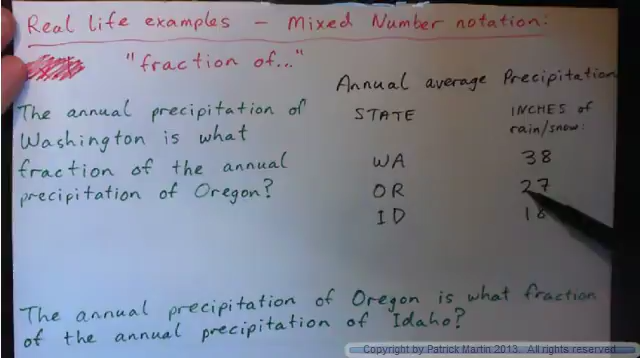 Real life examples - Mixed Number notation:
"fraction of..."
Annual average Precipitation
The annual precipitation of
Washington is what
fraction of the annual
precipitation of Oregon?
STATE INCHES of
rain/snow:
WA 38
OR 27
ID 18
The annual precipitation of Oregon is what fraction
of the annual precipitation of Idaho?
Copyright by Patrick Martin 2013. All rights reserved